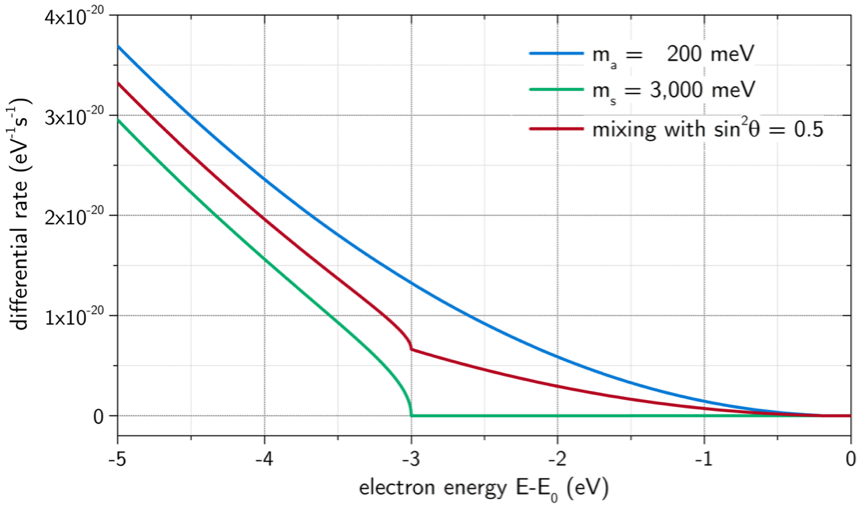 4x10⁻²⁰
3x10⁻²⁰
2x10⁻²⁰
1x10⁻²⁰
0
differential rate (eV⁻¹s⁻¹)
mₐ = 200 meV
mₛ = 3,000 meV
mixing with sin²θ = 0.5
-5 -4 -3 -2 -1 0
electron energy E-E₀ (eV)